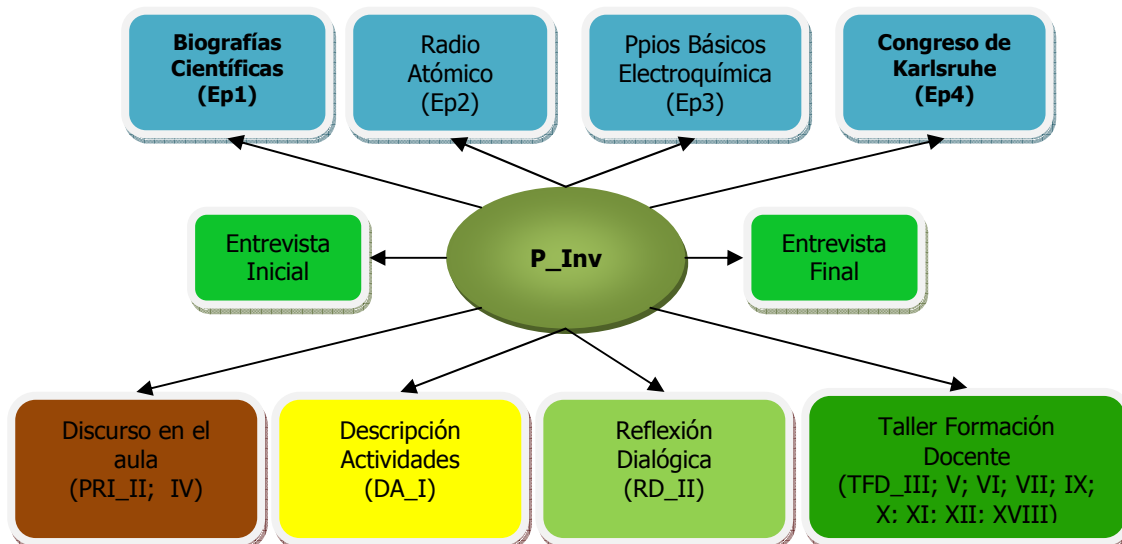 Biografías
Científicas
(Ep1)
Radio
Atómico
(Ep2)
Ppios Básicos
Electroquímica
(Ep3)
Congreso de
Karlsruhe
(Ep4)
Entrevista
Inicial
P_Inv
Entrevista
Final
Discurso en el
aula
(PRI_II; IV)
Descripción
Actividades
(DA_I)
Reflexión
Dialógica
(RD_II)
Taller Formación
Docente
(TFD_III; V; VI; VII; IX;
X; XI; XII; XVIII)